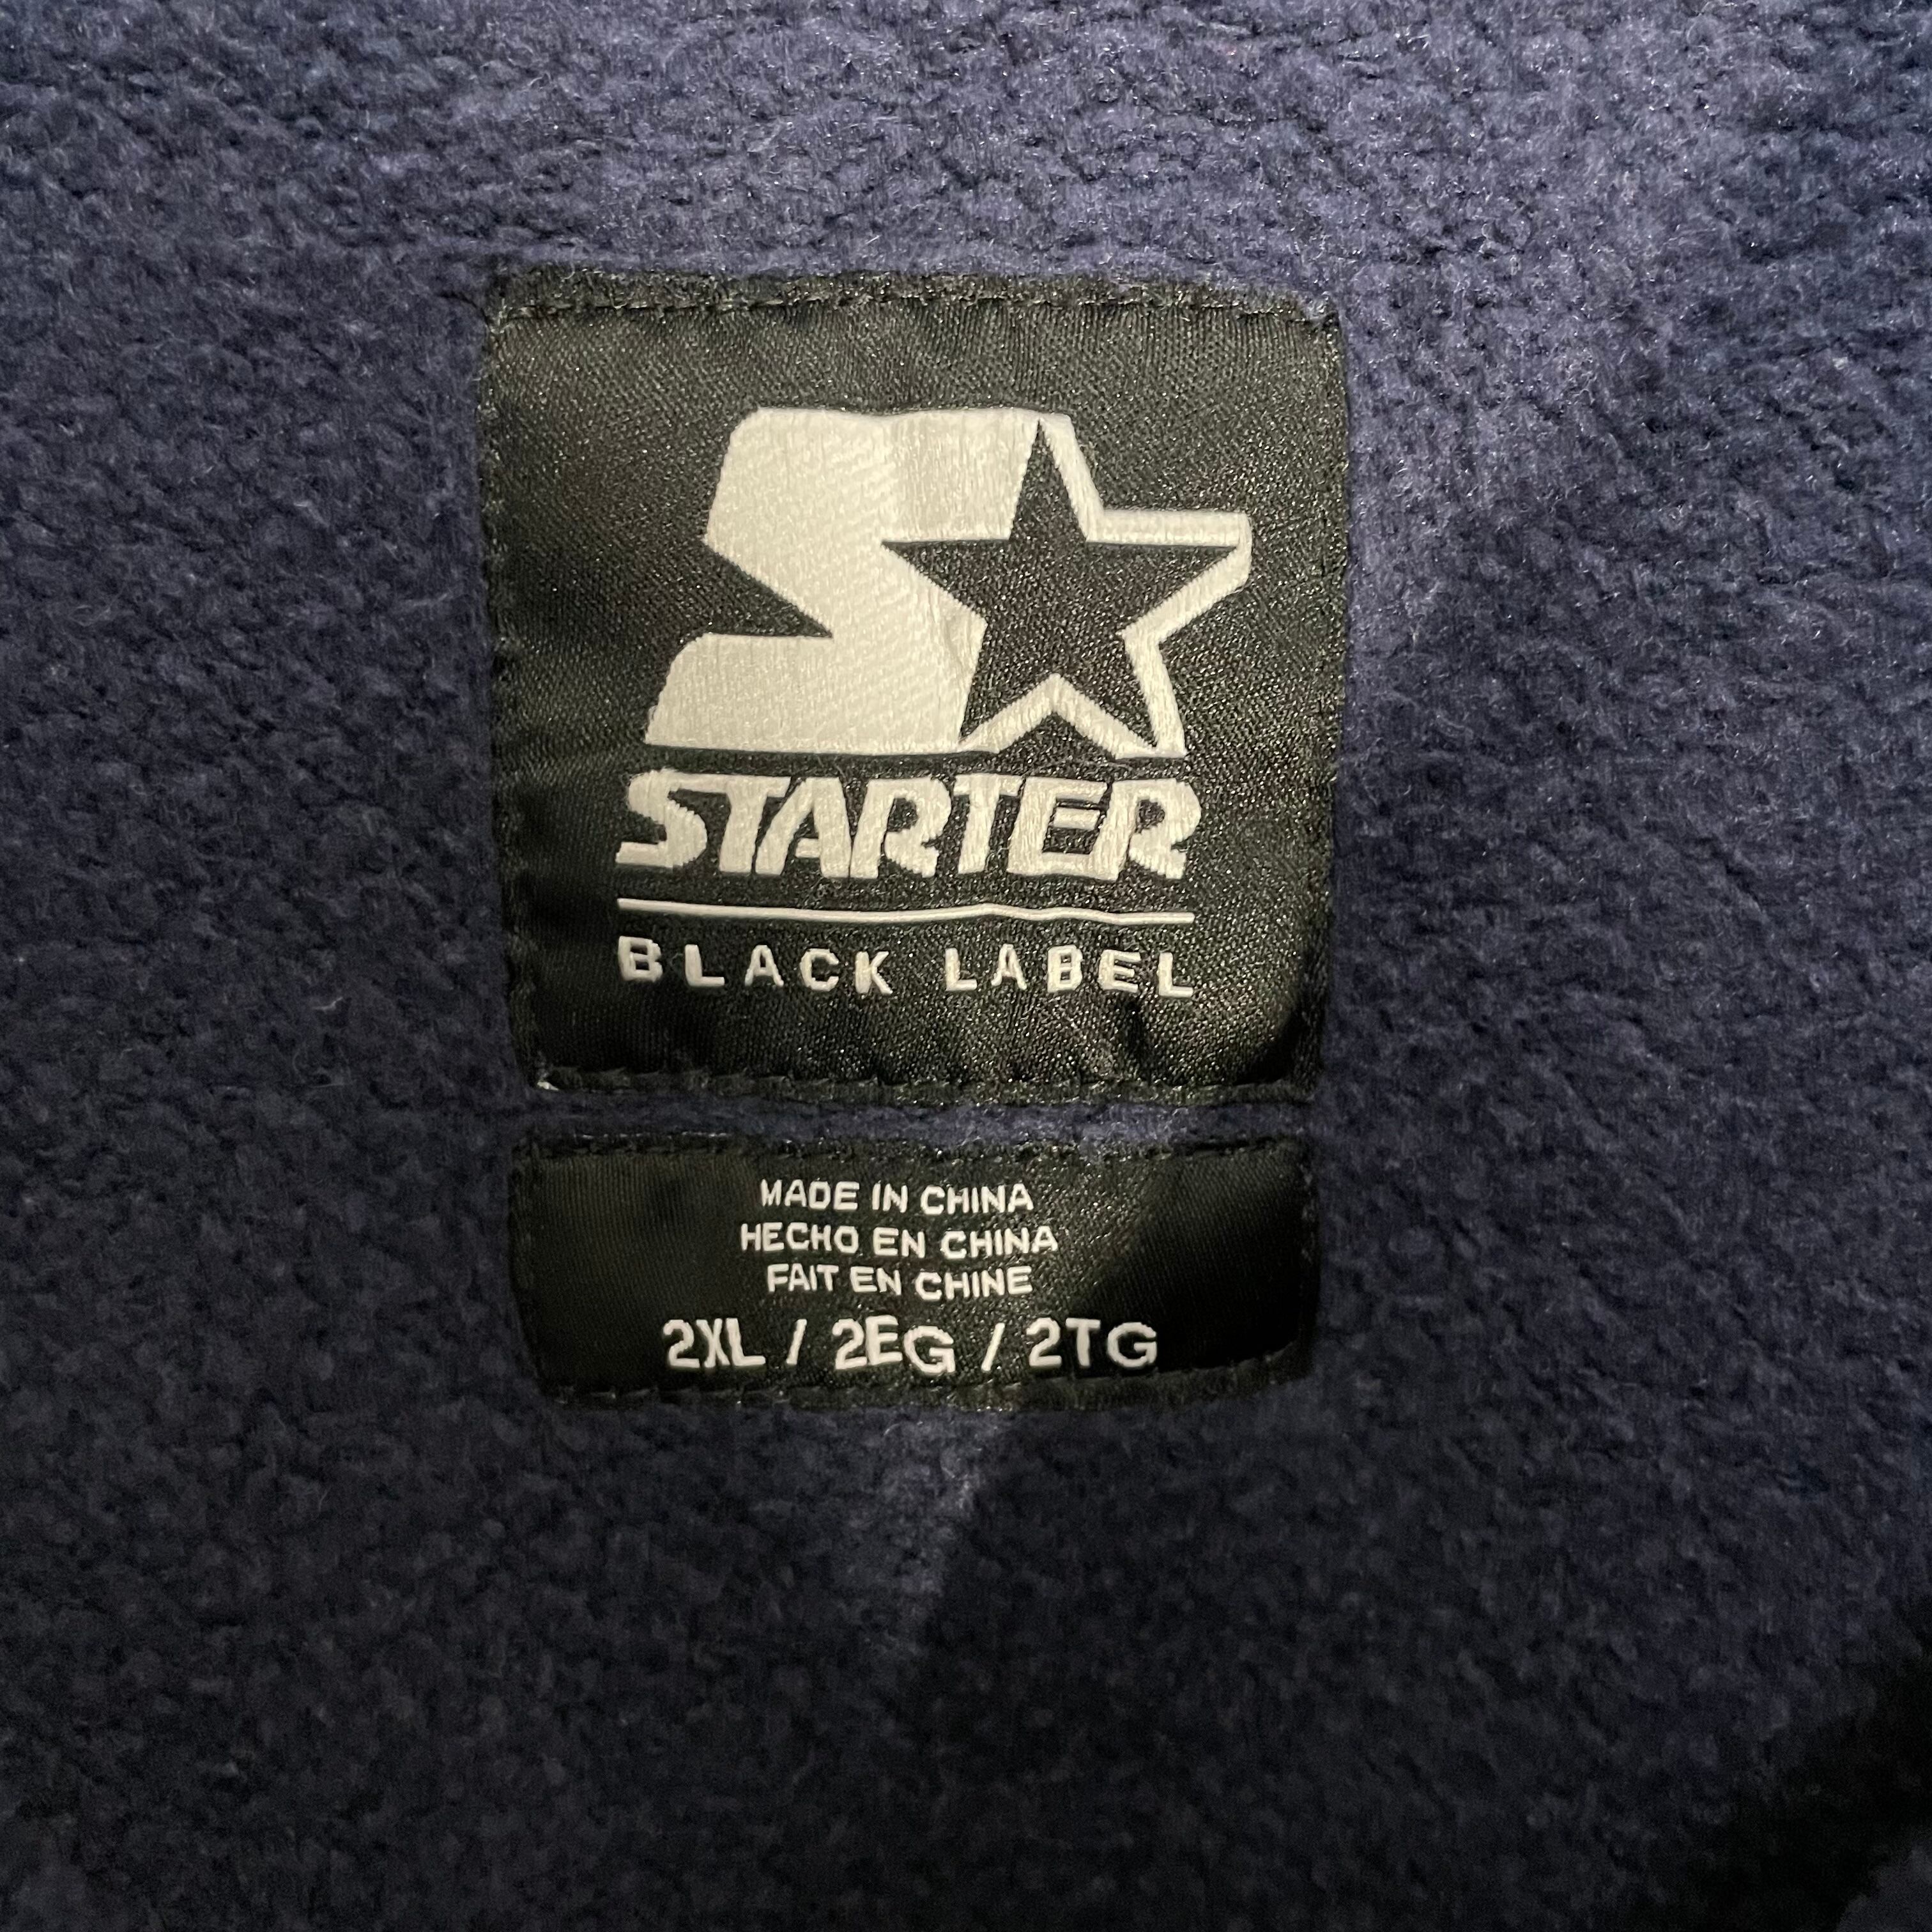 STARTER
BLACK LABEL
MADE IN CHINA
HECHO EN CHINA
FAIT EN CHINE
2XL / 2EG / 2TG